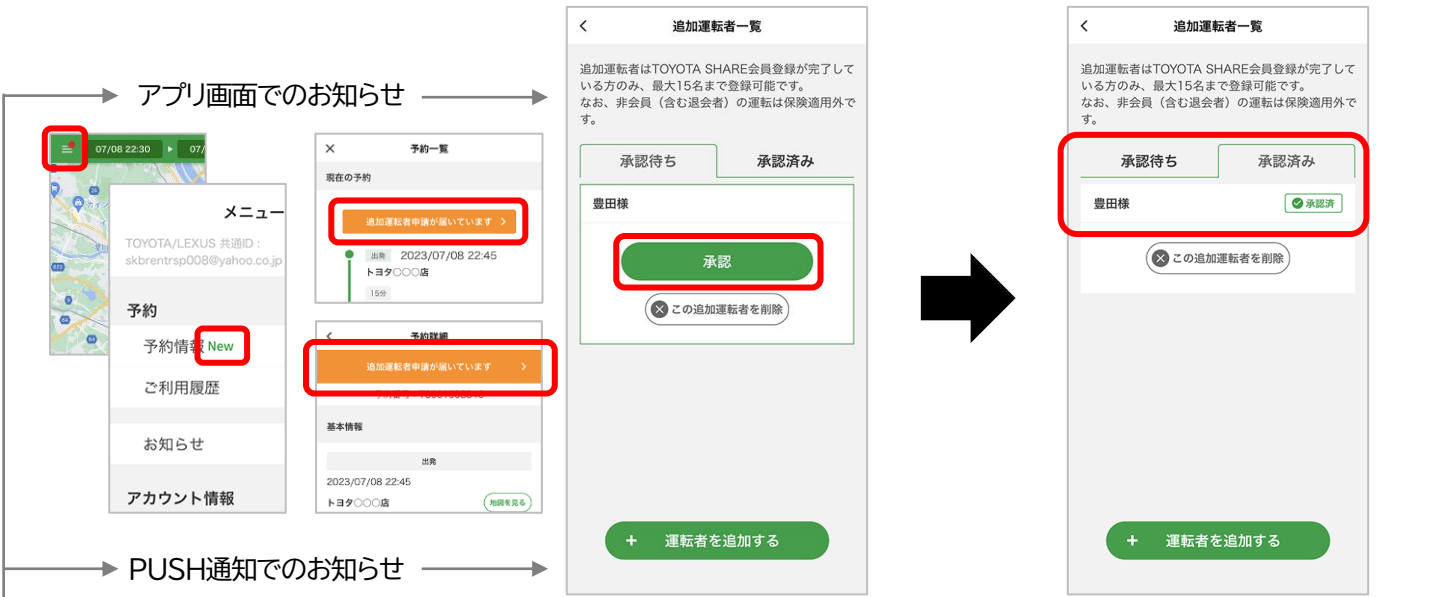 アプリ画面でのお知らせ
07/08 22:30
07/
メニュー
TOYOTA/LEXUS 共通ID：
skbrentrsp008@yahoo.co.jp
予約
予約情報 New
ご利用履歴
お知らせ
アカウント情報
予約一覧
現在の予約
追加運転者申請が届いています
出発 2023/07/08 22:45
トヨタ〇〇〇店
15分
予約詳細
追加運転者申請が届いています
基本情報
出発
2023/07/08 22:45
トヨタ〇〇〇店
地図を見る
PUSH通知でのお知らせ
追加運転者一覧
追加運転者はTOYOTA SHARE会員登録が完了して
いる方のみ、最大15名まで登録可能です。
なお、非会員（含む退会者）の運転は保険適用外で
す。
承認待ち 承認済み
豊田様
承認
この追加運転者を削除
運転者を追加する
追加運転者一覧
追加運転者はTOYOTA SHARE会員登録が完了して
いる方のみ、最大15名まで登録可能です。
なお、非会員（含む退会者）の運転は保険適用外で
す。
承認待ち 承認済み
豊田様 承認済
この追加運転者を削除
運転者を追加する